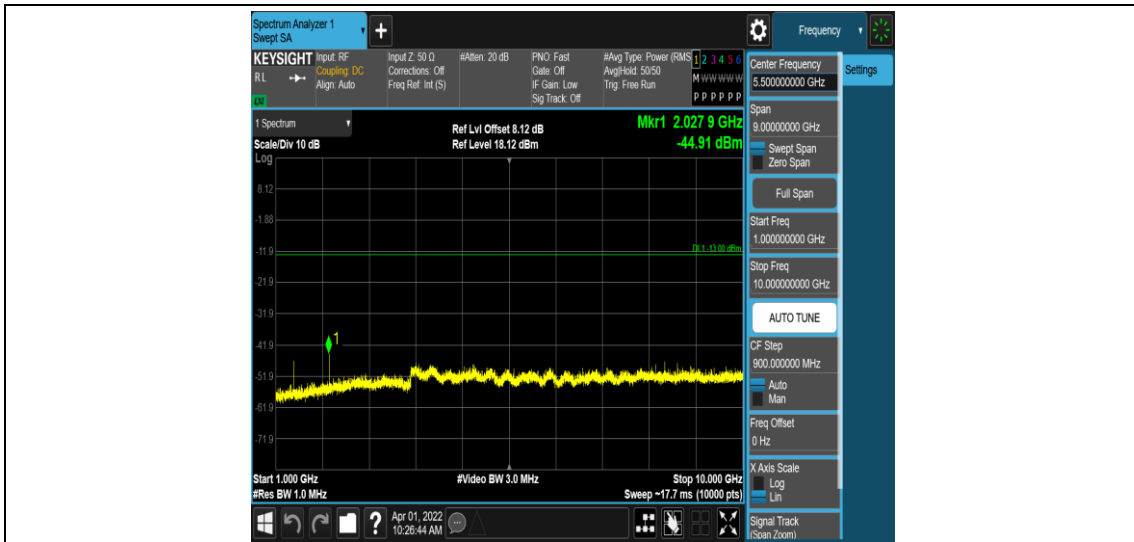 Spectrum Analyzer 1
Swept SA
Frequency
KEYSIGHT
RL
LXI
Input: RF
Coupling: DC
Align: Auto
Input Z: 50 Ω
Corrections: Off
Freq Ref: Int (S)
#Atten: 20 dB
PNO: Fast
Gate: Off
IF Gain: Low
Sig Track: Off
#Avg Type: Power (RMS
Avg|Hold: 50/50
Trig: Free Run
1 2 3 4 5 6
M W W W W W
P P P P P P
1 Spectrum
Scale/Div 10 dB
Log
Ref Lvl Offset 8.12 dB
Ref Level 18.12 dBm
Mkr1 2.027 9 GHz
-44.91 dBm
8.12
-1.88
-11.9
DL1 -13.00 dBm
-21.9
-31.9
-41.9
1
-51.9
-61.9
-71.9
Start 1.000 GHz
#Res BW 1.0 MHz
#Video BW 3.0 MHz
Stop 10.000 GHz
Sweep ~17.7 ms (10000 pts)
Center Frequency
5.500000000 GHz
Settings
Span
9.00000000 GHz
Swept Span
Zero Span
Full Span
Start Freq
1.000000000 GHz
Stop Freq
10.000000000 GHz
AUTO TUNE
CF Step
900.000000 MHz
Auto
Man
Freq Offset
0 Hz
X Axis Scale
Log
Lin
Signal Track
(Span Zoom)
?
Apr 01, 2022
10:26:44 AM